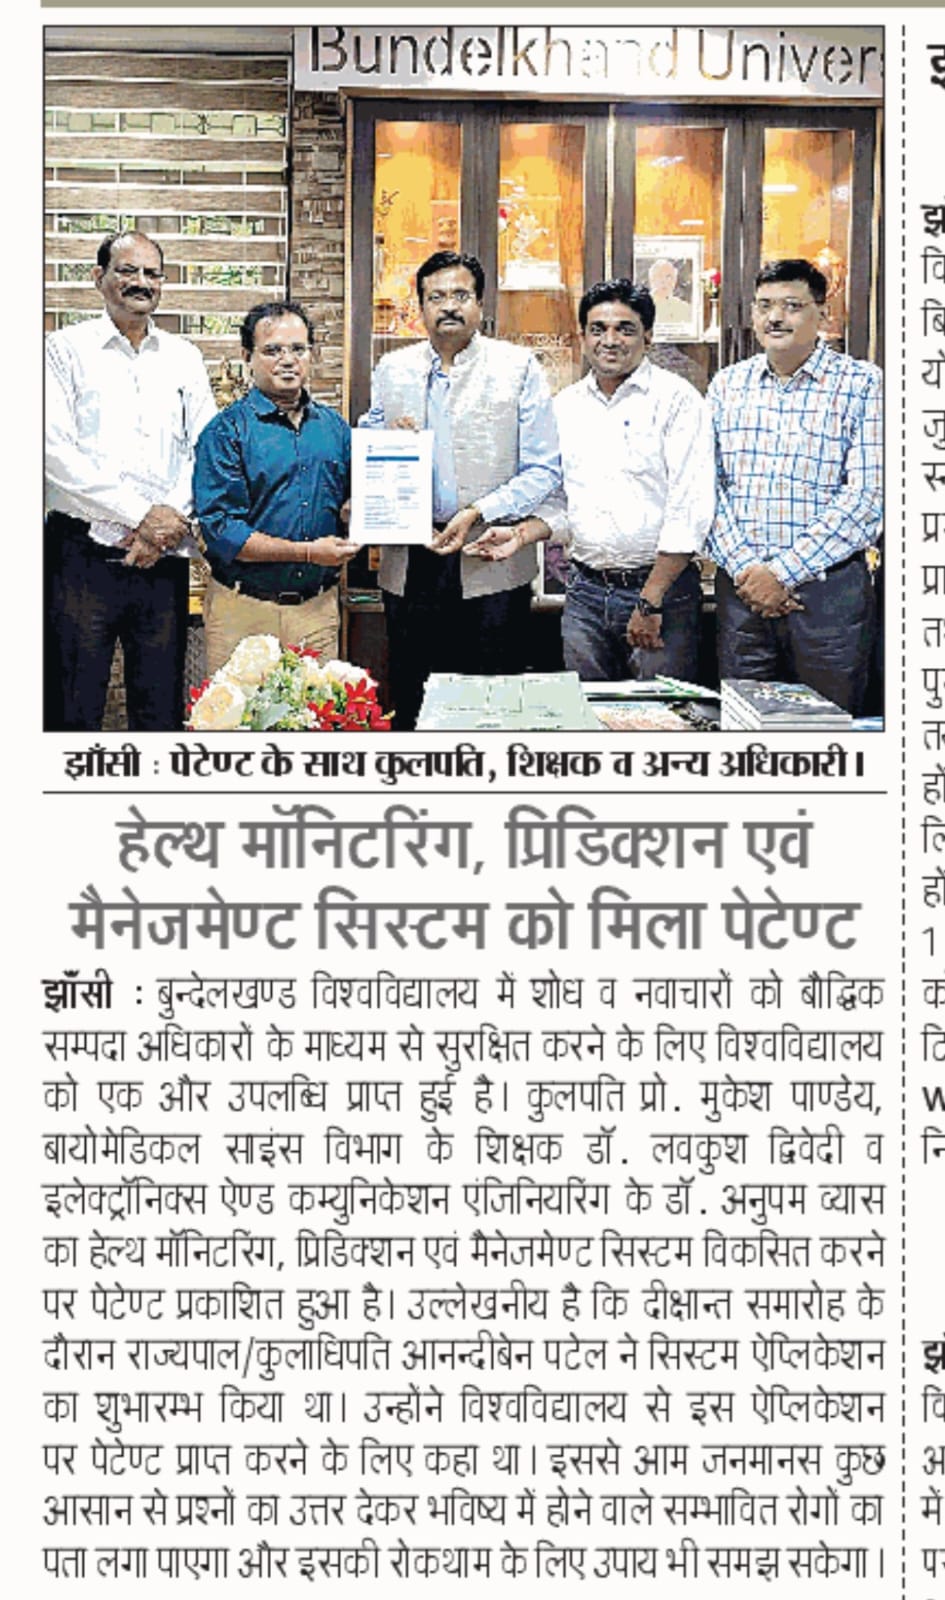 Bundelkhand Univer
झाँसी : पेटेण्ट के साथ कुलपति, शिक्षक व अन्य अधिकारी।
हेल्थ मॉनिटरिंग, प्रिडिक्शन एवं
मैनेजमेण्ट सिस्टम को मिला पेटेण्ट
झाँसी : बुन्देलखण्ड विश्वविद्यालय में शोध व नवाचारों को बौद्धिक
सम्पदा अधिकारों के माध्यम से सुरक्षित करने के लिए विश्वविद्यालय
को एक और उपलब्धि प्राप्त हुई है। कुलपति प्रो. मुकेश पाण्डेय,
बायोमेडिकल साइंस विभाग के शिक्षक डॉ. लवकुश द्विवेदी व
इलेक्ट्रॉनिक्स ऐण्ड कम्युनिकेशन एंजिनियरिंग के डॉ. अनुपम व्यास
का हेल्थ मॉनिटरिंग, प्रिडिक्शन एवं मैनेजमेण्ट सिस्टम विकसित करने
पर पेटेण्ट प्रकाशित हुआ है। उल्लेखनीय है कि दीक्षान्त समारोह के
दौरान राज्यपाल/कुलाधिपति आनन्दीबेन पटेल ने सिस्टम ऐप्लिकेशन
का शुभारम्भ किया था। उन्होंने विश्वविद्यालय से इस ऐप्लिकेशन
पर पेटेण्ट प्राप्त करने के लिए कहा था। इससे आम जनमानस कुछ
आसान से प्रश्नों का उत्तर देकर भविष्य में होने वाले सम्भावित रोगों का
पता लगा पाएगा और इसकी रोकथाम के लिए उपाय भी समझ सकेगा।